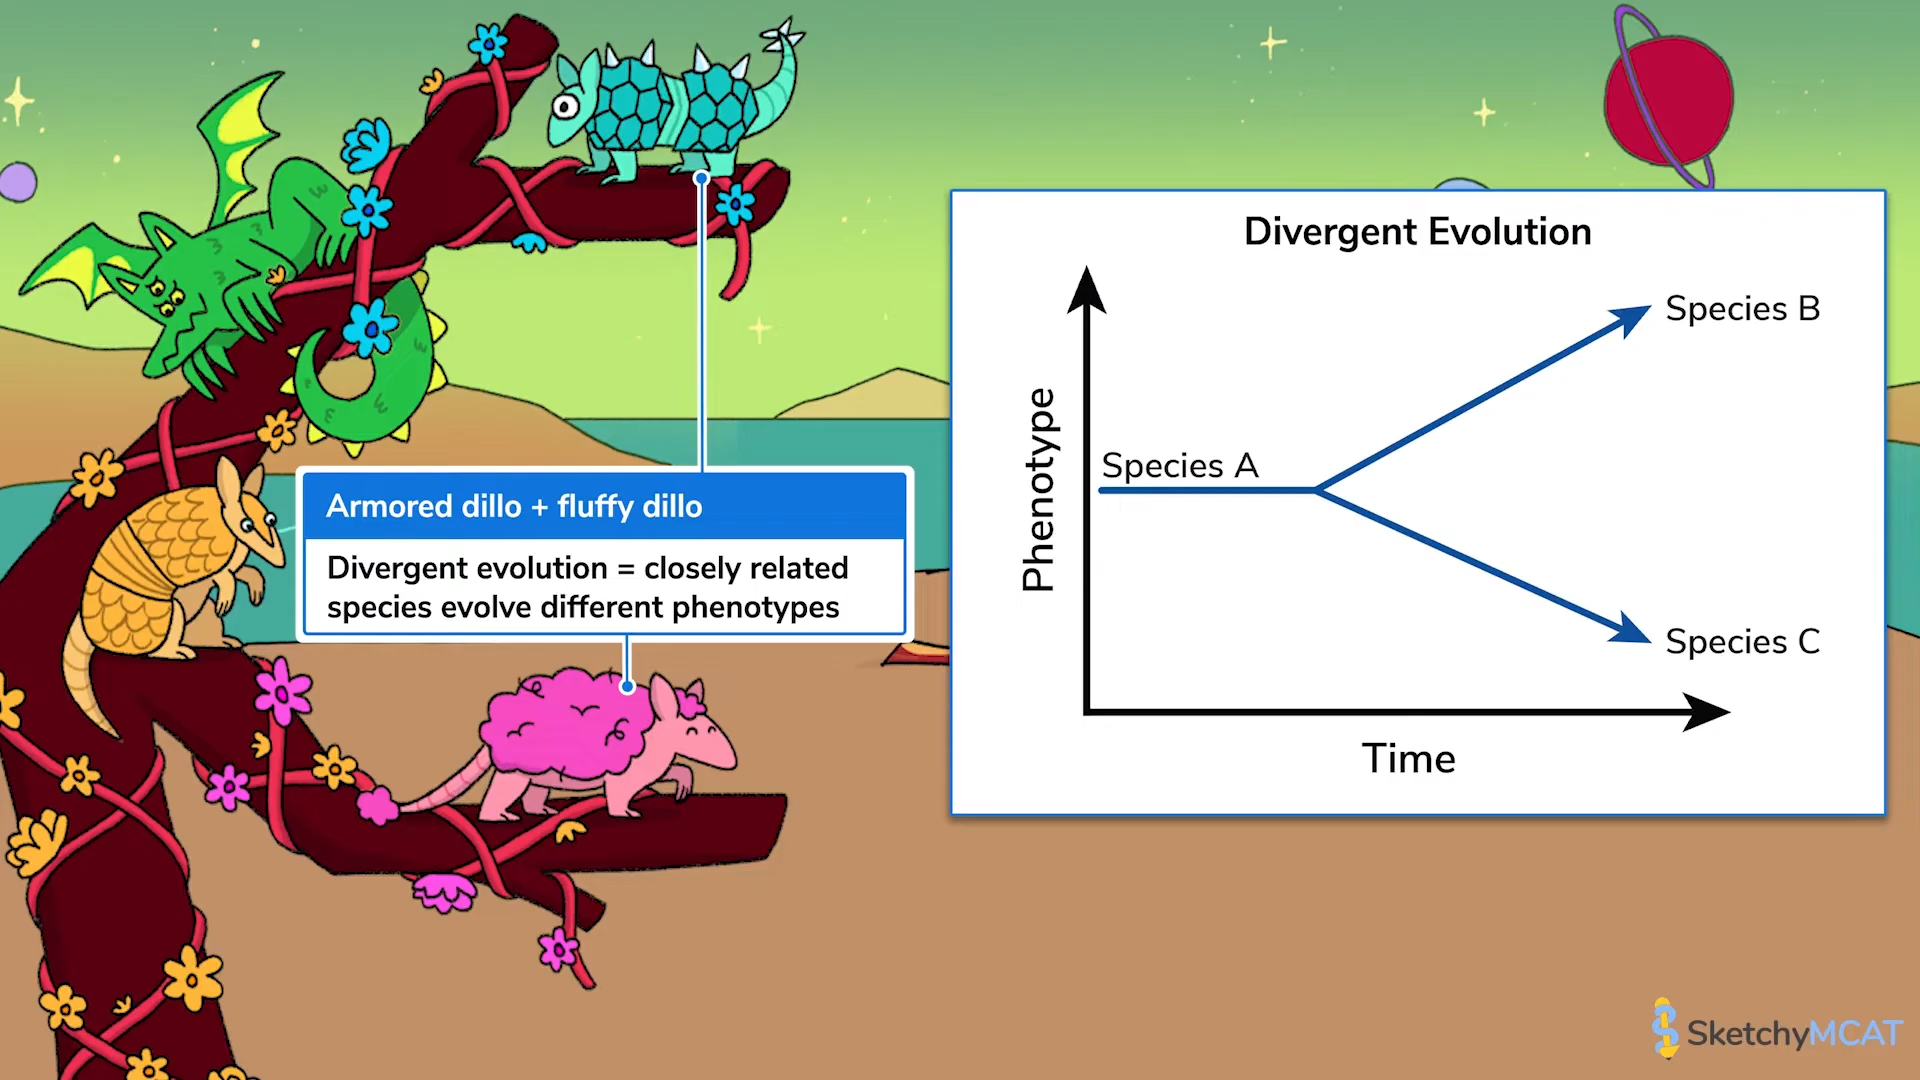 Armored dillo + fluffy dillo
Divergent evolution = closely related
species evolve different phenotypes
Divergent Evolution
Phenotype
Species A
Species B
Species C
Time
SketchyMCAT